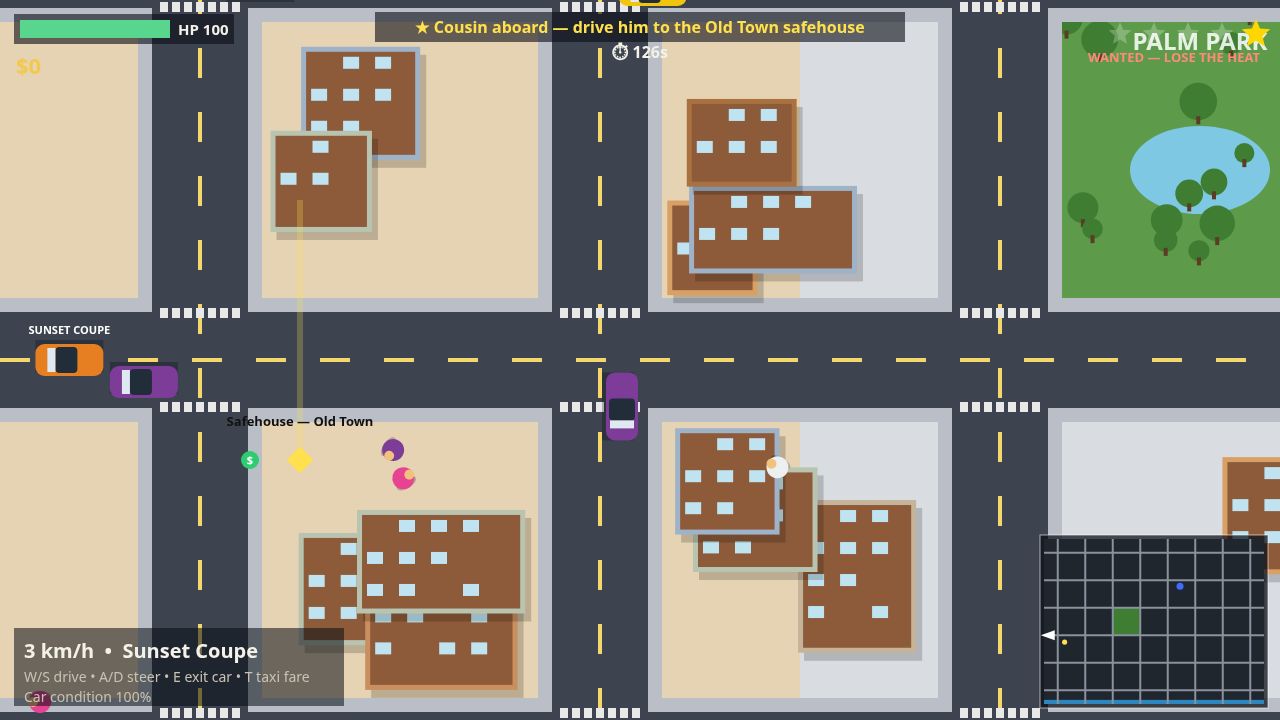 HP 100
★ Cousin aboard — drive him to the Old Town safehouse
⏱ 126s
$0
PALM PARK
WANTED — LOSE THE HEAT
SUNSET COUPE
Safehouse — Old Town
$
3 km/h • Sunset Coupe
W/S drive • A/D steer • E exit car • T taxi fare
Car condition 100%